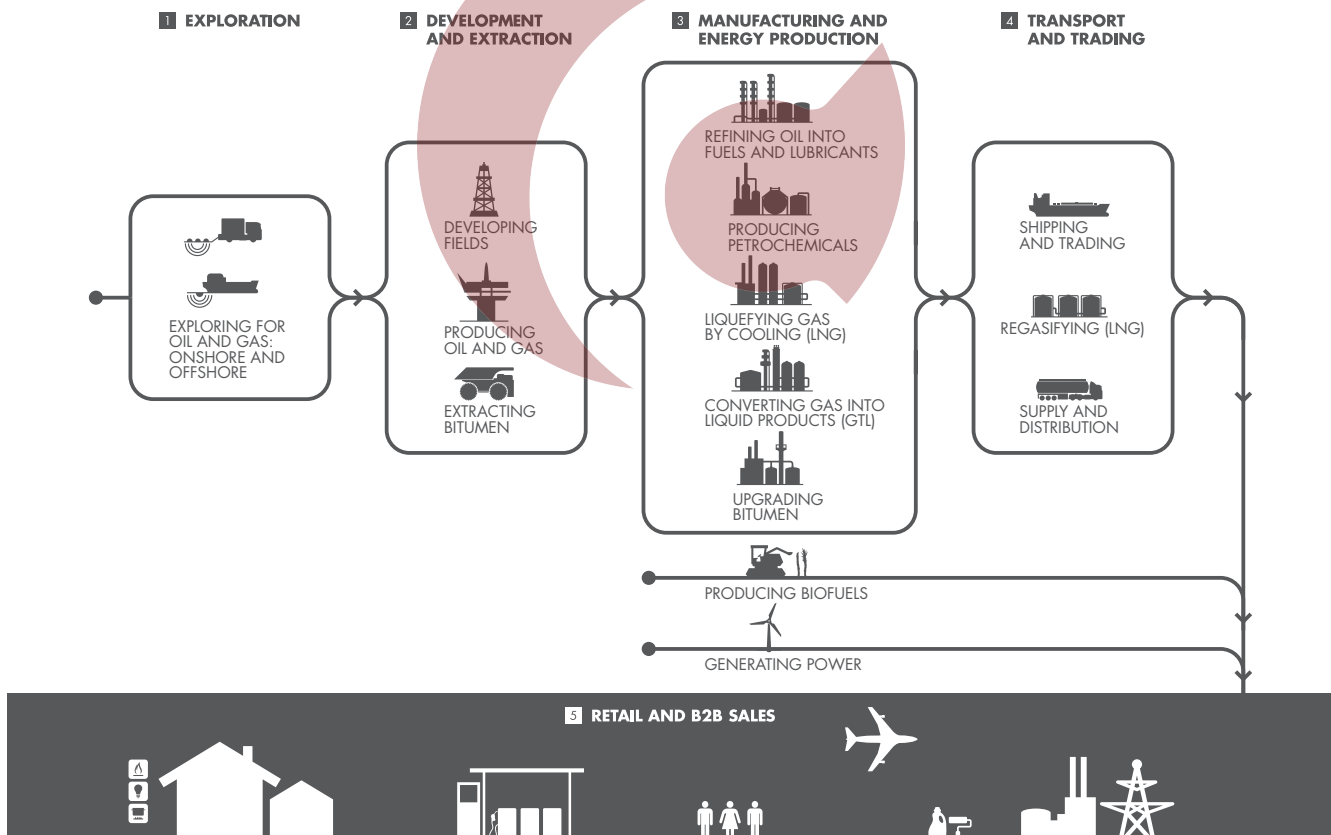 1 EXPLORATION
2 DEVELOPMENT
AND EXTRACTION
3 MANUFACTURING AND
ENERGY PRODUCTION
4 TRANSPORT
AND TRADING
EXPLORING FOR
OIL AND GAS:
ONSHORE AND
OFFSHORE
DEVELOPING
FIELDS
PRODUCING
OIL AND GAS
EXTRACTING
BITUMEN
REFINING OIL INTO
FUELS AND LUBRICANTS
PRODUCING
PETROCHEMICALS
LIQUEFYING GAS
BY COOLING (LNG)
CONVERTING GAS INTO
LIQUID PRODUCTS (GTL)
UPGRADING
BITUMEN
SHIPPING
AND TRADING
REGASIFYING (LNG)
SUPPLY AND
DISTRIBUTION
PRODUCING BIOFUELS
GENERATING POWER
5 RETAIL AND B2B SALES